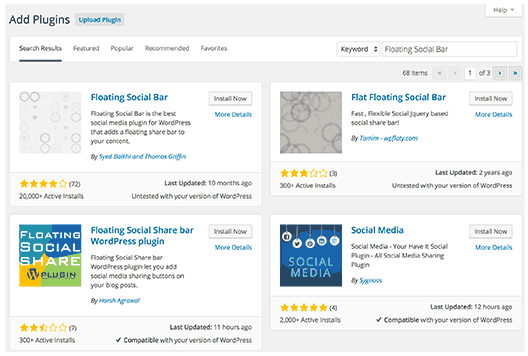 Help
Add Plugins Upload Plugin
Search Results Featured Popular Recommended Favorites Keyword Floating Social Bar
68 items « ‹ 1 of 3 › »
Floating Social Bar
Install Now
Floating Social Bar is the best
social media plugin for WordPress
that adds a floating share bar to
your content.
More Details
By Syed Balkhi and Thomas Griffin
(72)
Last Updated: 10 months ago
20,000+ Active Installs
Untested with your version of WordPress
Flat Floating Social Bar
Install Now
Fast , Flexible Social Jquery based
social share bar!
More Details
By Tamim - wpflaty.com
(3)
Last Updated: 2 years ago
300+ Active Installs
Untested with your version of WordPress
FLOATING
SOCIAL
SHARE
PLUGIN
Floating Social Share bar
WordPress plugin
Install Now
Floating Social Share bar
WordPress plugin let you add
social media sharing buttons on
your blog posts.
More Details
By Harsh Agrawal
(7)
Last Updated: 11 hours ago
300+ Active Installs
✔ Compatible with your version of WordPress
SOCIAL
MEDIA
Social Media
Install Now
Social Media - Your Have It Social
Plugin - All Social Media Sharing
Plugin
More Details
By Sygnoos
(4)
Last Updated: 12 hours ago
2,000+ Active Installs
✔ Compatible with your version of WordPress